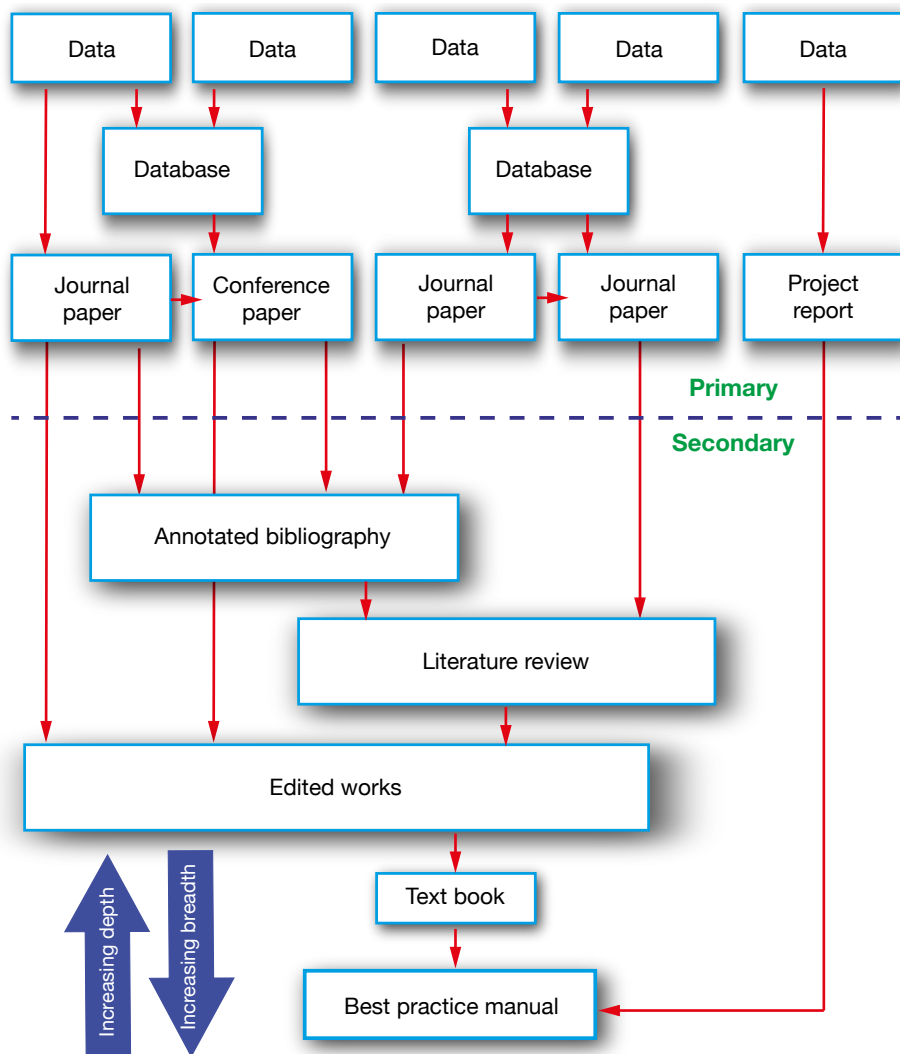 Data
Data
Data
Data
Data
Database
Database
Journal
paper
Conference
paper
Journal
paper
Journal
paper
Project
report
Primary
Secondary
Annotated bibliography
Literature review
Edited works
Increasing depth
Increasing breadth
Text book
Best practice manual